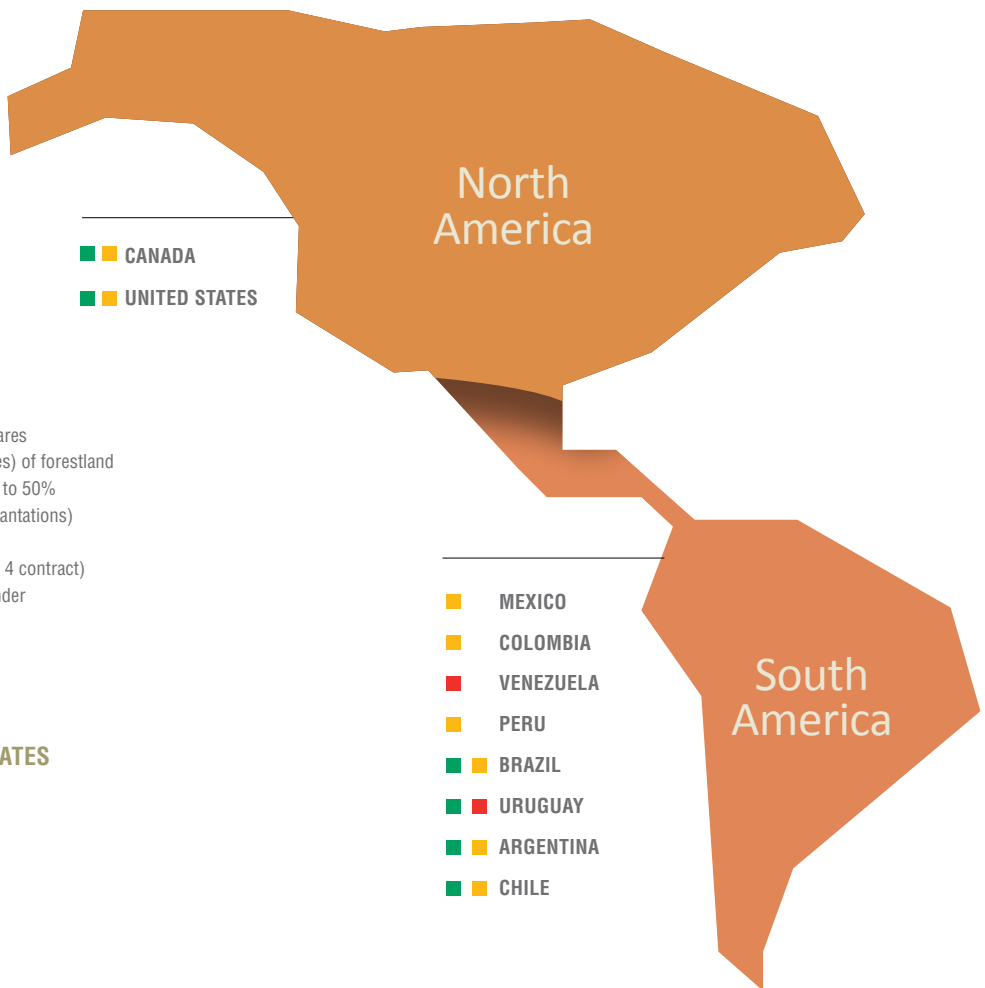 North
America
CANADA
UNITED STATES
ares
es) of forestland
to 50%
antations)
4 contract)
nder
MEXICO
COLOMBIA
VENEZUELA
PERU
BRAZIL
URUGUAY
ARGENTINA
CHILE
South
America
ATES